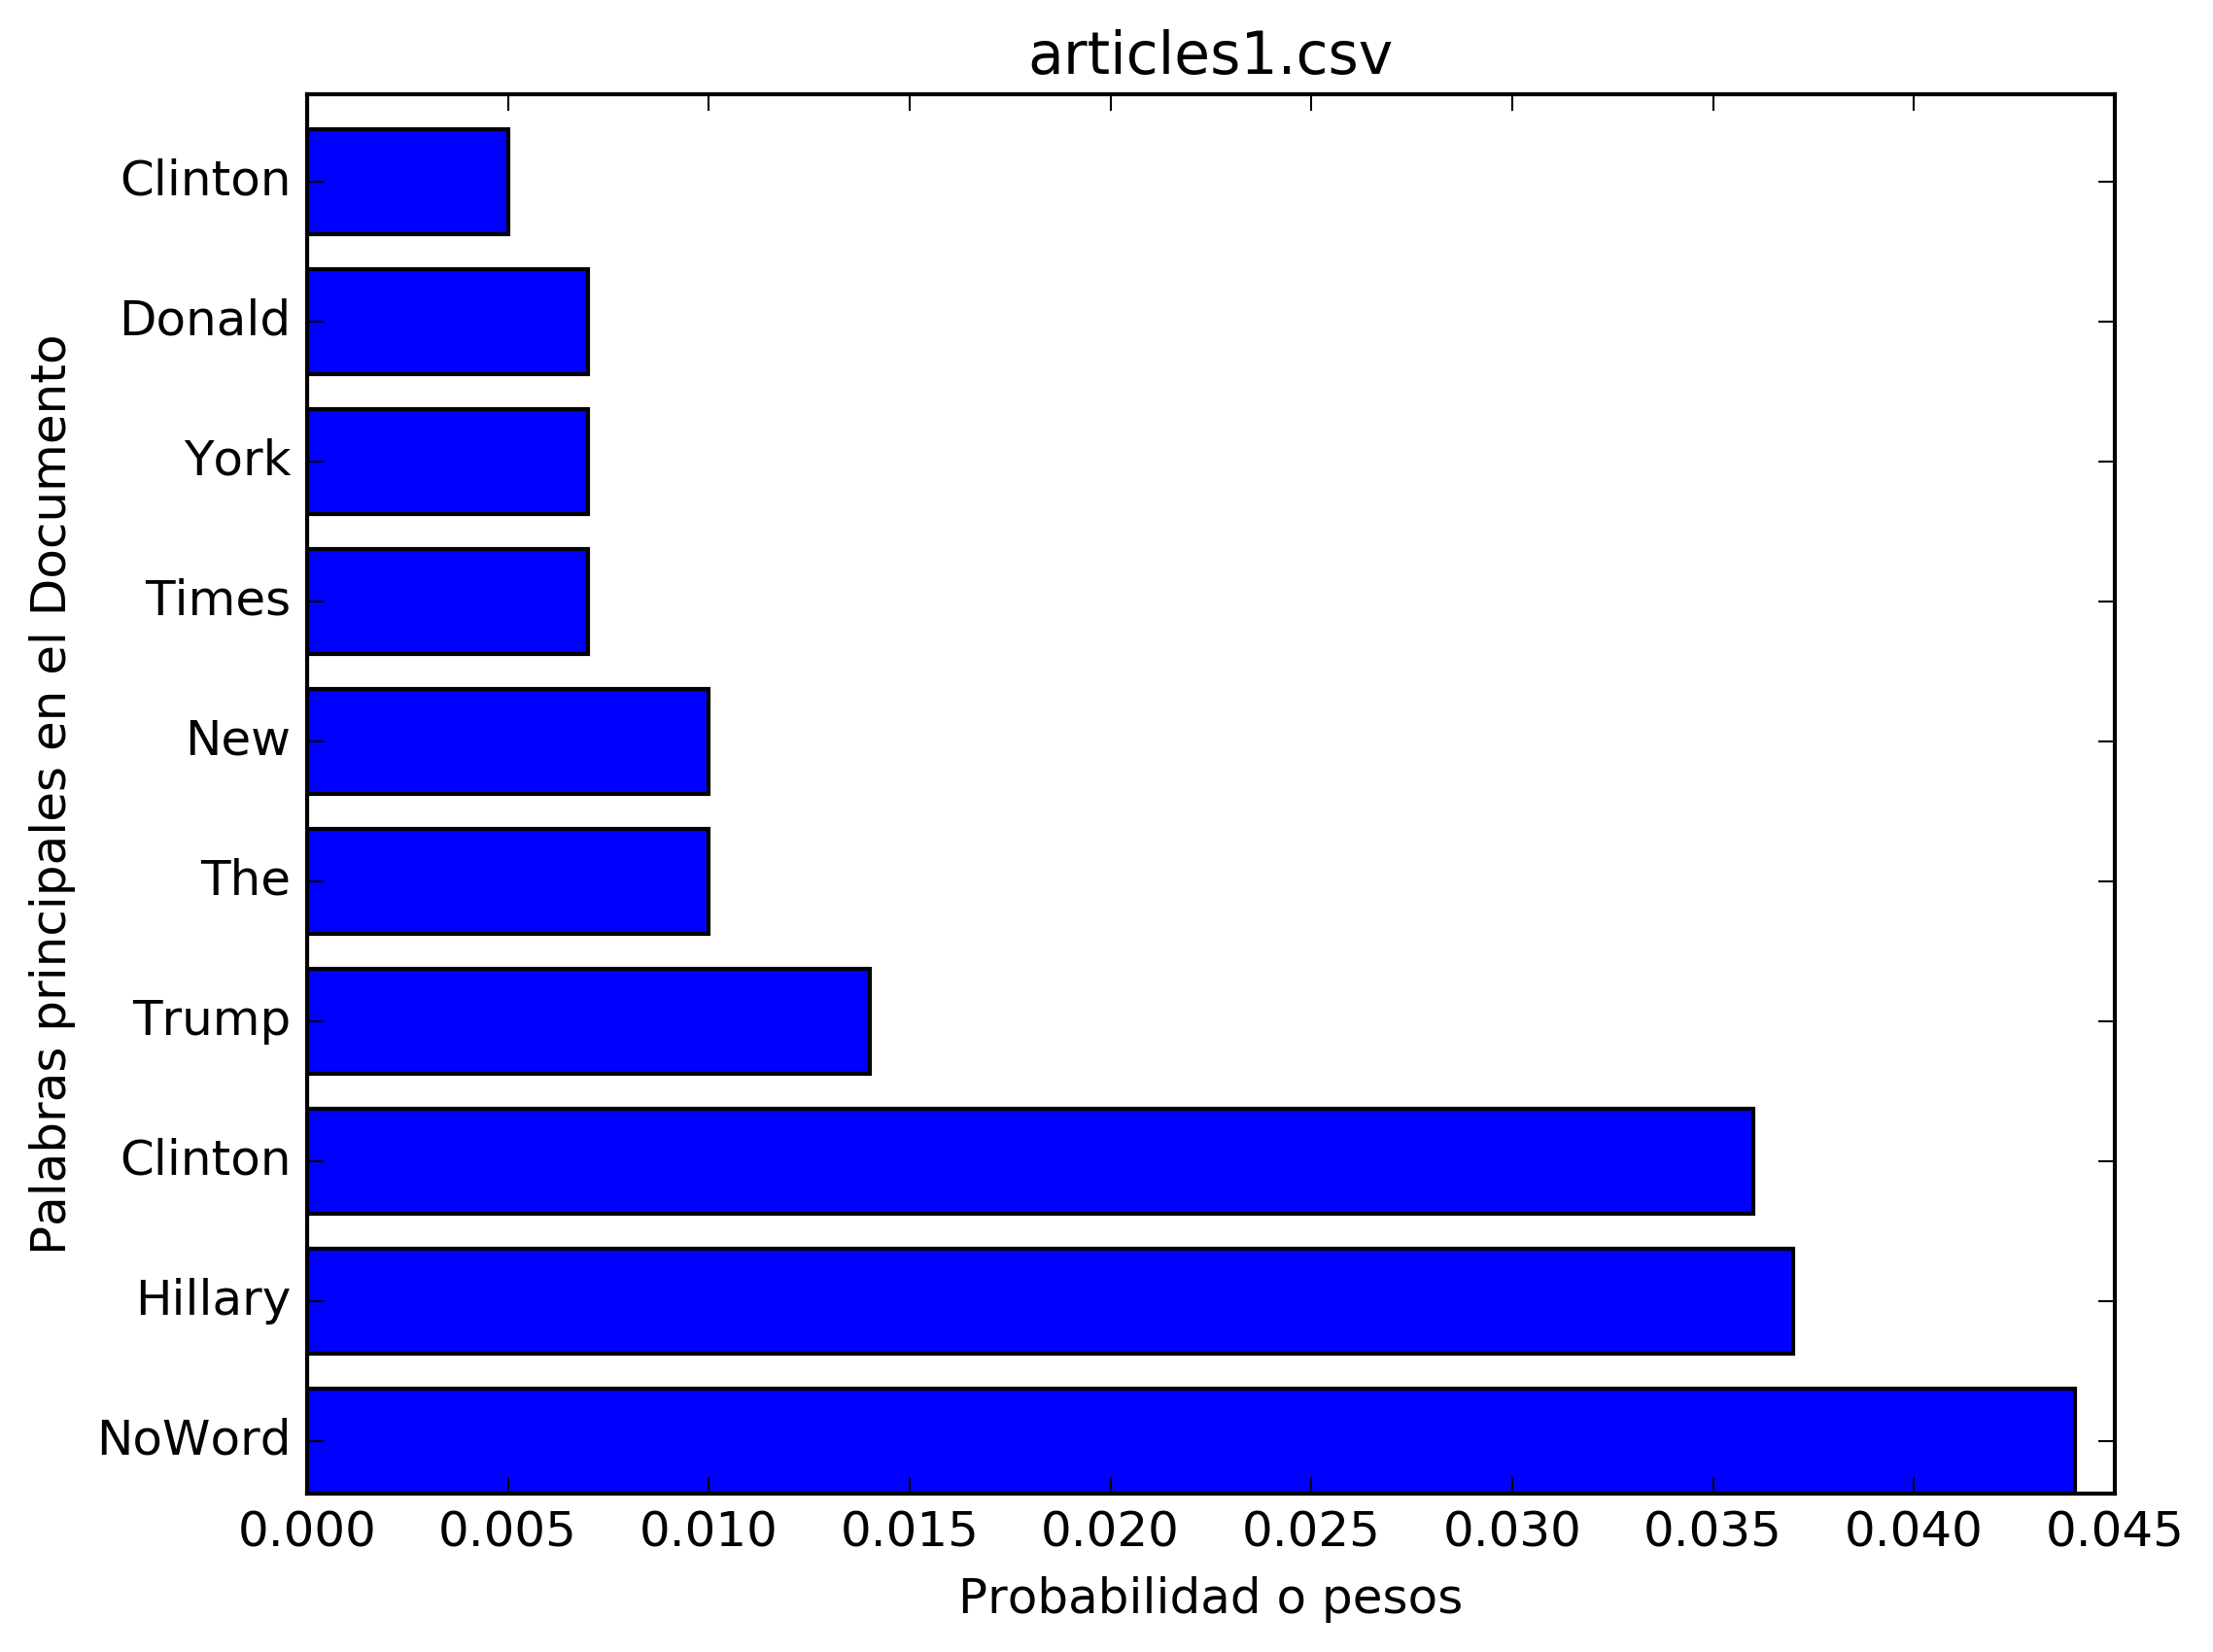 articles1.csv
Palabras principales en el Documento
Clinton
Donald
York
Times
New
The
Trump
Clinton
Hillary
NoWord
0.000 0.005 0.010 0.015 0.020 0.025 0.030 0.035 0.040 0.045
Probabilidad o pesos